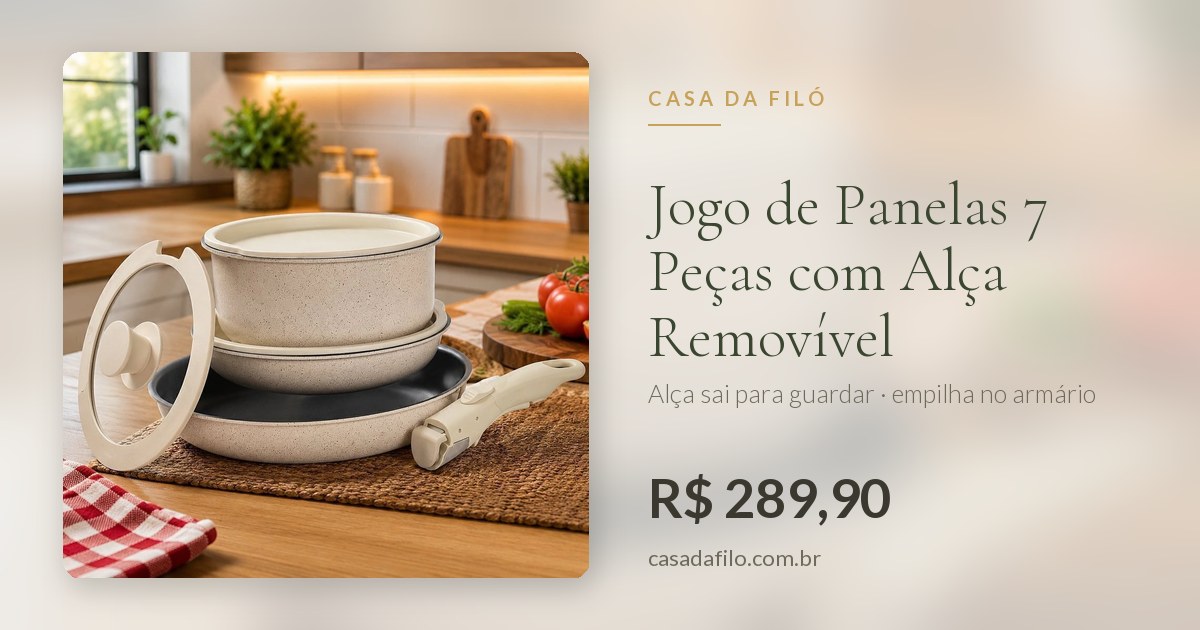 CASA DA FILÓ
Jogo de Panelas 7
Peças com Alça
Removível
Alça sai para guardar · empilha no armário
R$ 289,90
casadafilo.com.br